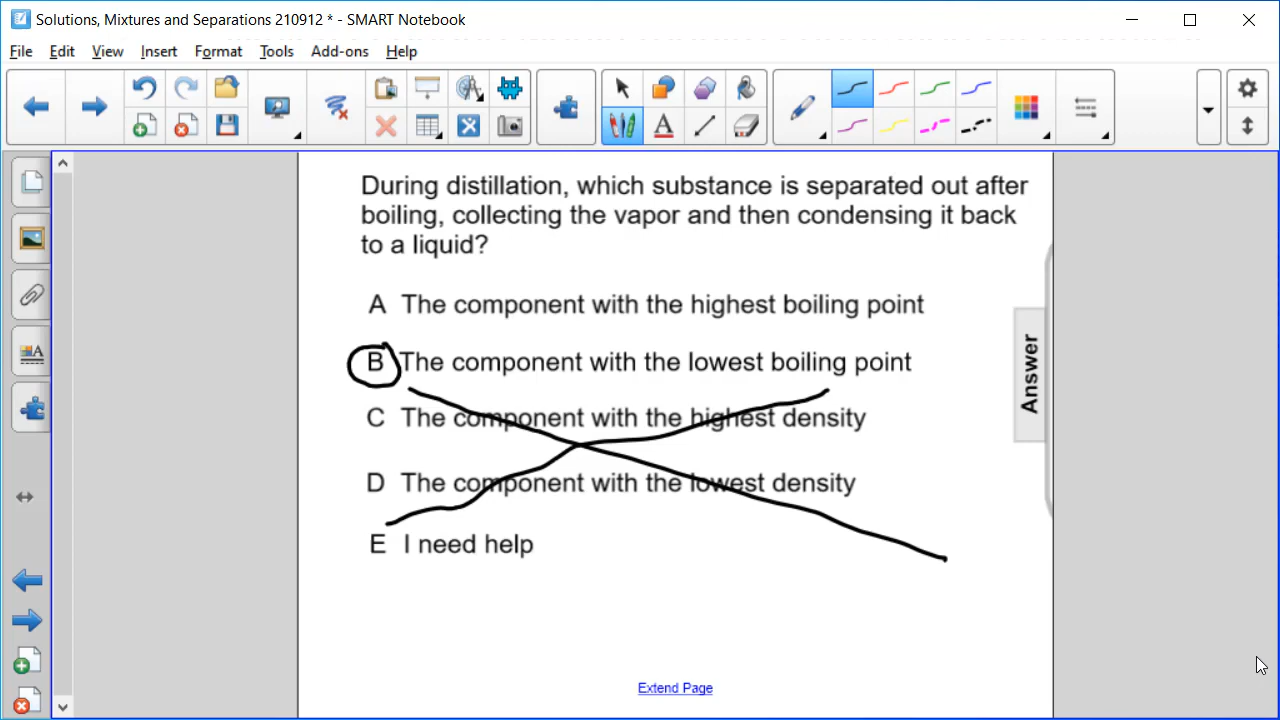 Solutions, Mixtures and Separations 210912 * - SMART Notebook
File Edit View Insert Format Tools Add-ons Help
During distillation, which substance is separated out after
boiling, collecting the vapor and then condensing it back
to a liquid?
A The component with the highest boiling point
B The component with the lowest boiling point
C The component with the highest density
D The component with the lowest density
E I need help
Answer
Extend Page